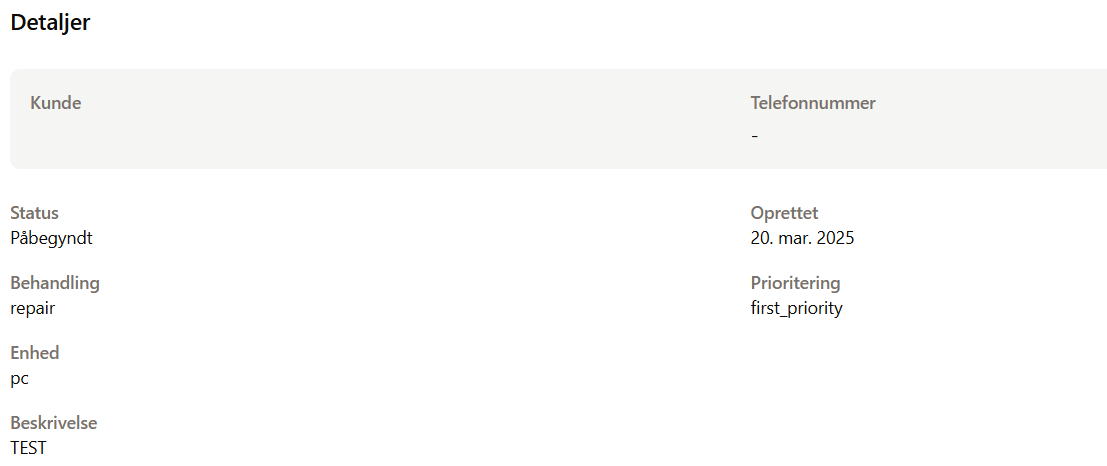 Detaljer
Kunde
Telefonnummer
-
Status
Oprettet
Påbegyndt
20. mar. 2025
Behandling
Prioritering
repair
first_priority
Enhed
pc
Beskrivelse
TEST